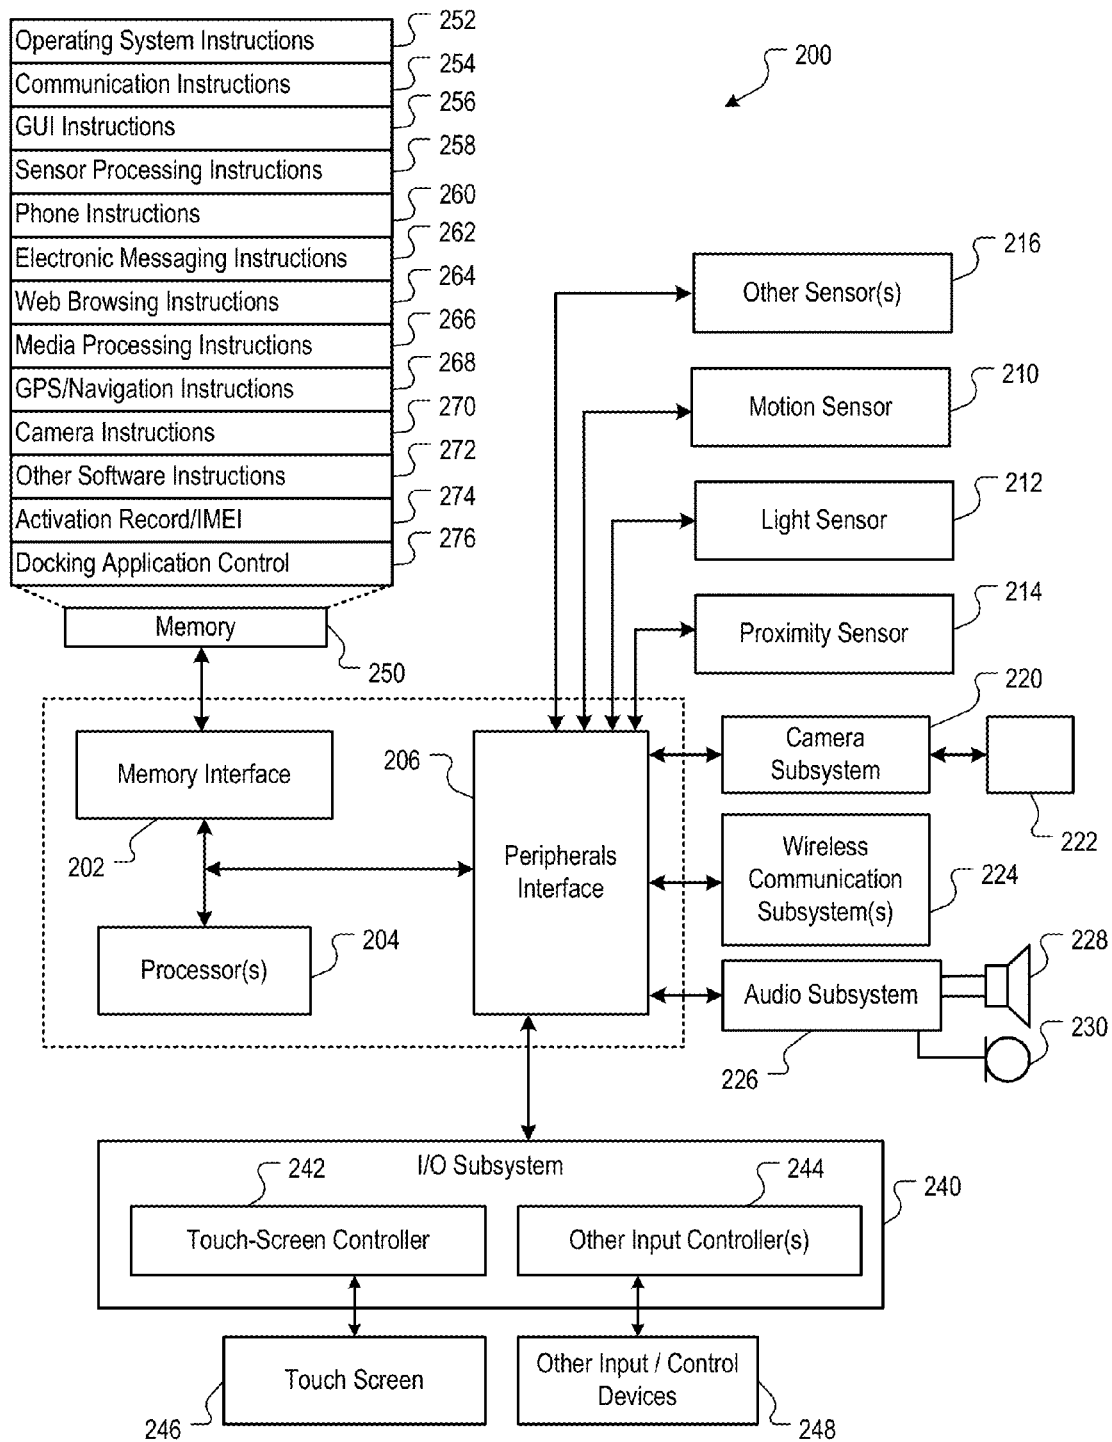 252
Operating System Instructions
254
Communication Instructions
256
GUI Instructions
258
Sensor Processing Instructions
260
Phone Instructions
262
Electronic Messaging Instructions
264
Web Browsing Instructions
266
Media Processing Instructions
268
GPS/Navigation Instructions
270
Camera Instructions
272
Other Software Instructions
274
Activation Record/IMEI
276
Docking Application Control
Memory
250
200
216
Other Sensor(s)
210
Motion Sensor
212
Light Sensor
214
Proximity Sensor
220
Camera
Subsystem
222
Memory Interface
202
206
Peripherals
Interface
204
Processor(s)
Wireless
Communication
Subsystem(s)
224
228
Audio Subsystem
230
226
I/O Subsystem
242
244
240
Touch-Screen Controller
Other Input Controller(s)
Touch Screen
246
Other Input / Control
Devices
248